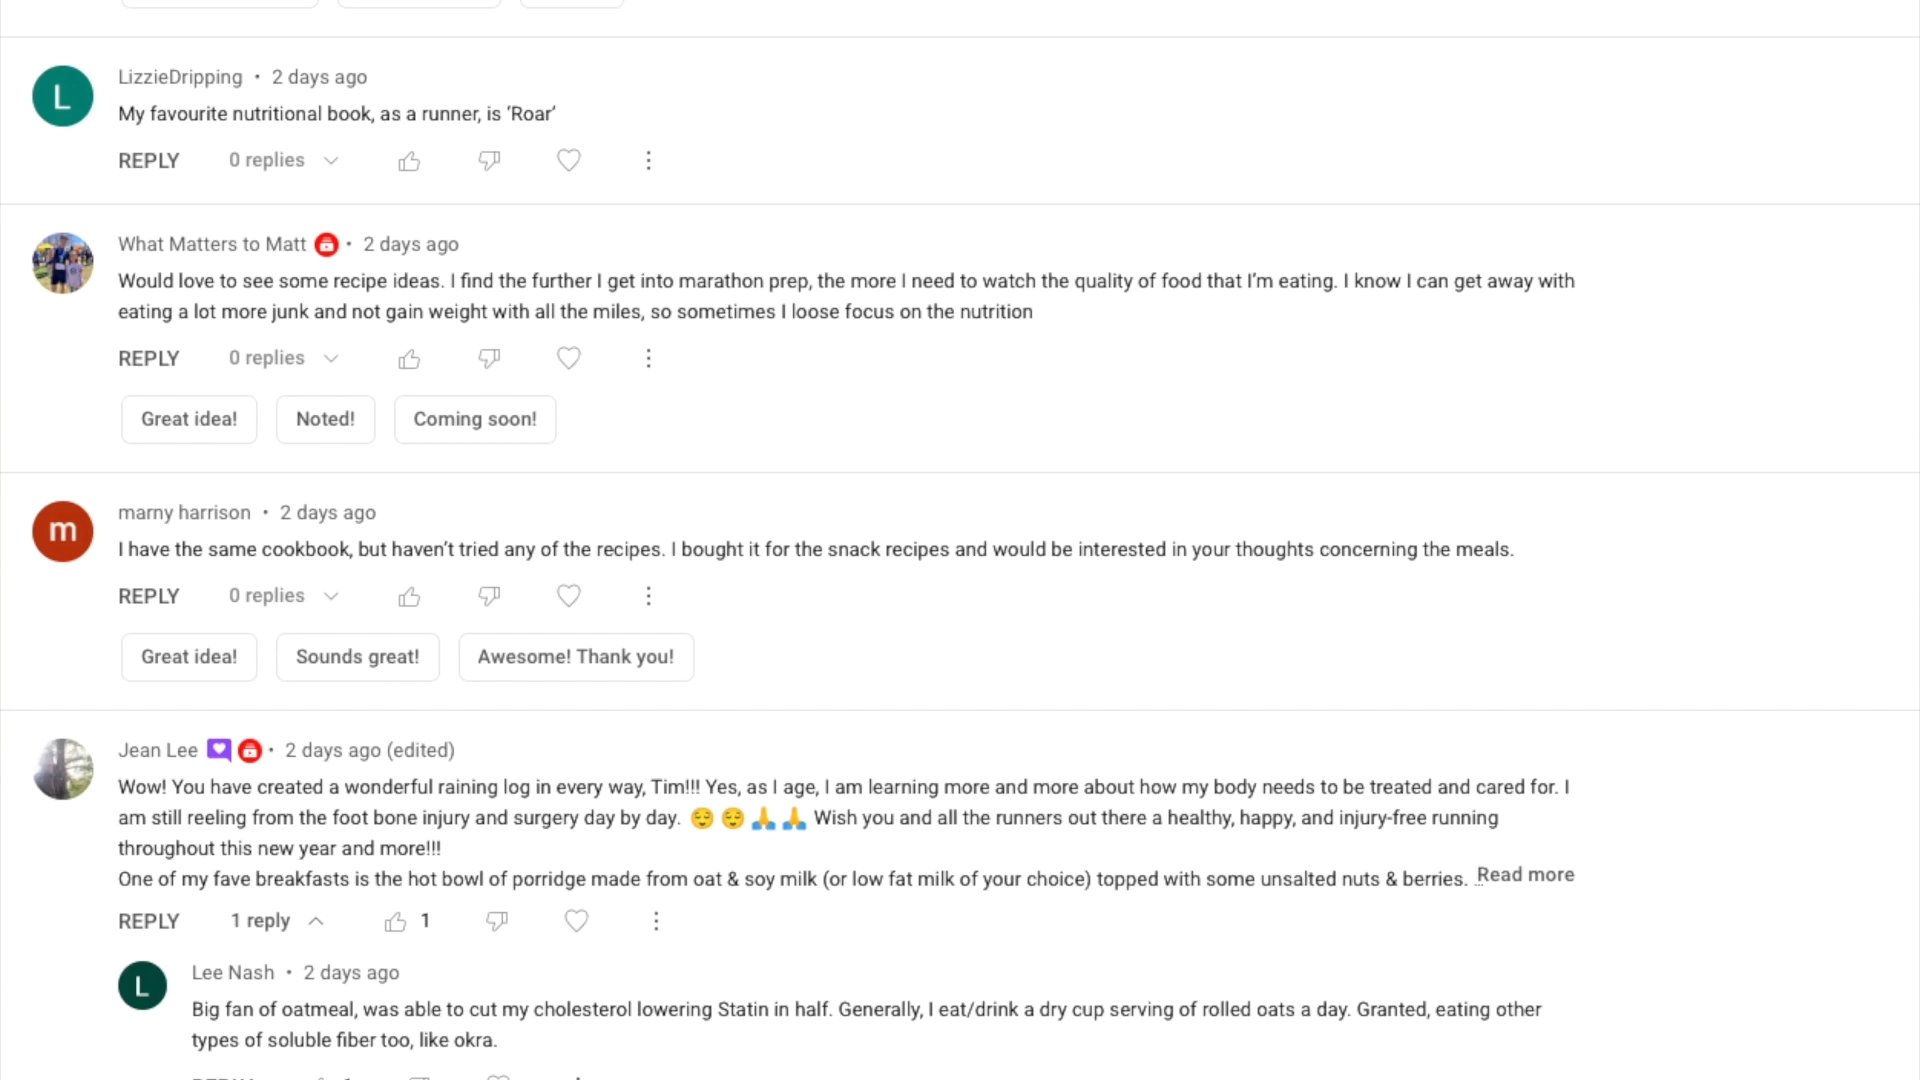 L
LizzieDripping • 2 days ago
My favourite nutritional book, as a runner, is ‘Roar’
REPLY 0 replies
What Matters to Matt • 2 days ago
Would love to see some recipe ideas. I find the further I get into marathon prep, the more I need to watch the quality of food that I’m eating. I know I can get away with
eating a lot more junk and not gain weight with all the miles, so sometimes I loose focus on the nutrition
REPLY 0 replies
Great idea! Noted! Coming soon!
m
marny harrison • 2 days ago
I have the same cookbook, but haven’t tried any of the recipes. I bought it for the snack recipes and would be interested in your thoughts concerning the meals.
REPLY 0 replies
Great idea! Sounds great! Awesome! Thank you!
Jean Lee • 2 days ago (edited)
Wow! You have created a wonderful raining log in every way, Tim!!! Yes, as I age, I am learning more and more about how my body needs to be treated and cared for. I
am still reeling from the foot bone injury and surgery day by day. 😌 😌 🙏 🙏 Wish you and all the runners out there a healthy, happy, and injury-free running
throughout this new year and more!!!
One of my fave breakfasts is the hot bowl of porridge made from oat & soy milk (or low fat milk of your choice) topped with some unsalted nuts & berries. ...Read more
REPLY 1 reply 1
L
Lee Nash • 2 days ago
Big fan of oatmeal, was able to cut my cholesterol lowering Statin in half. Generally, I eat/drink a dry cup serving of rolled oats a day. Granted, eating other
types of soluble fiber too, like okra.